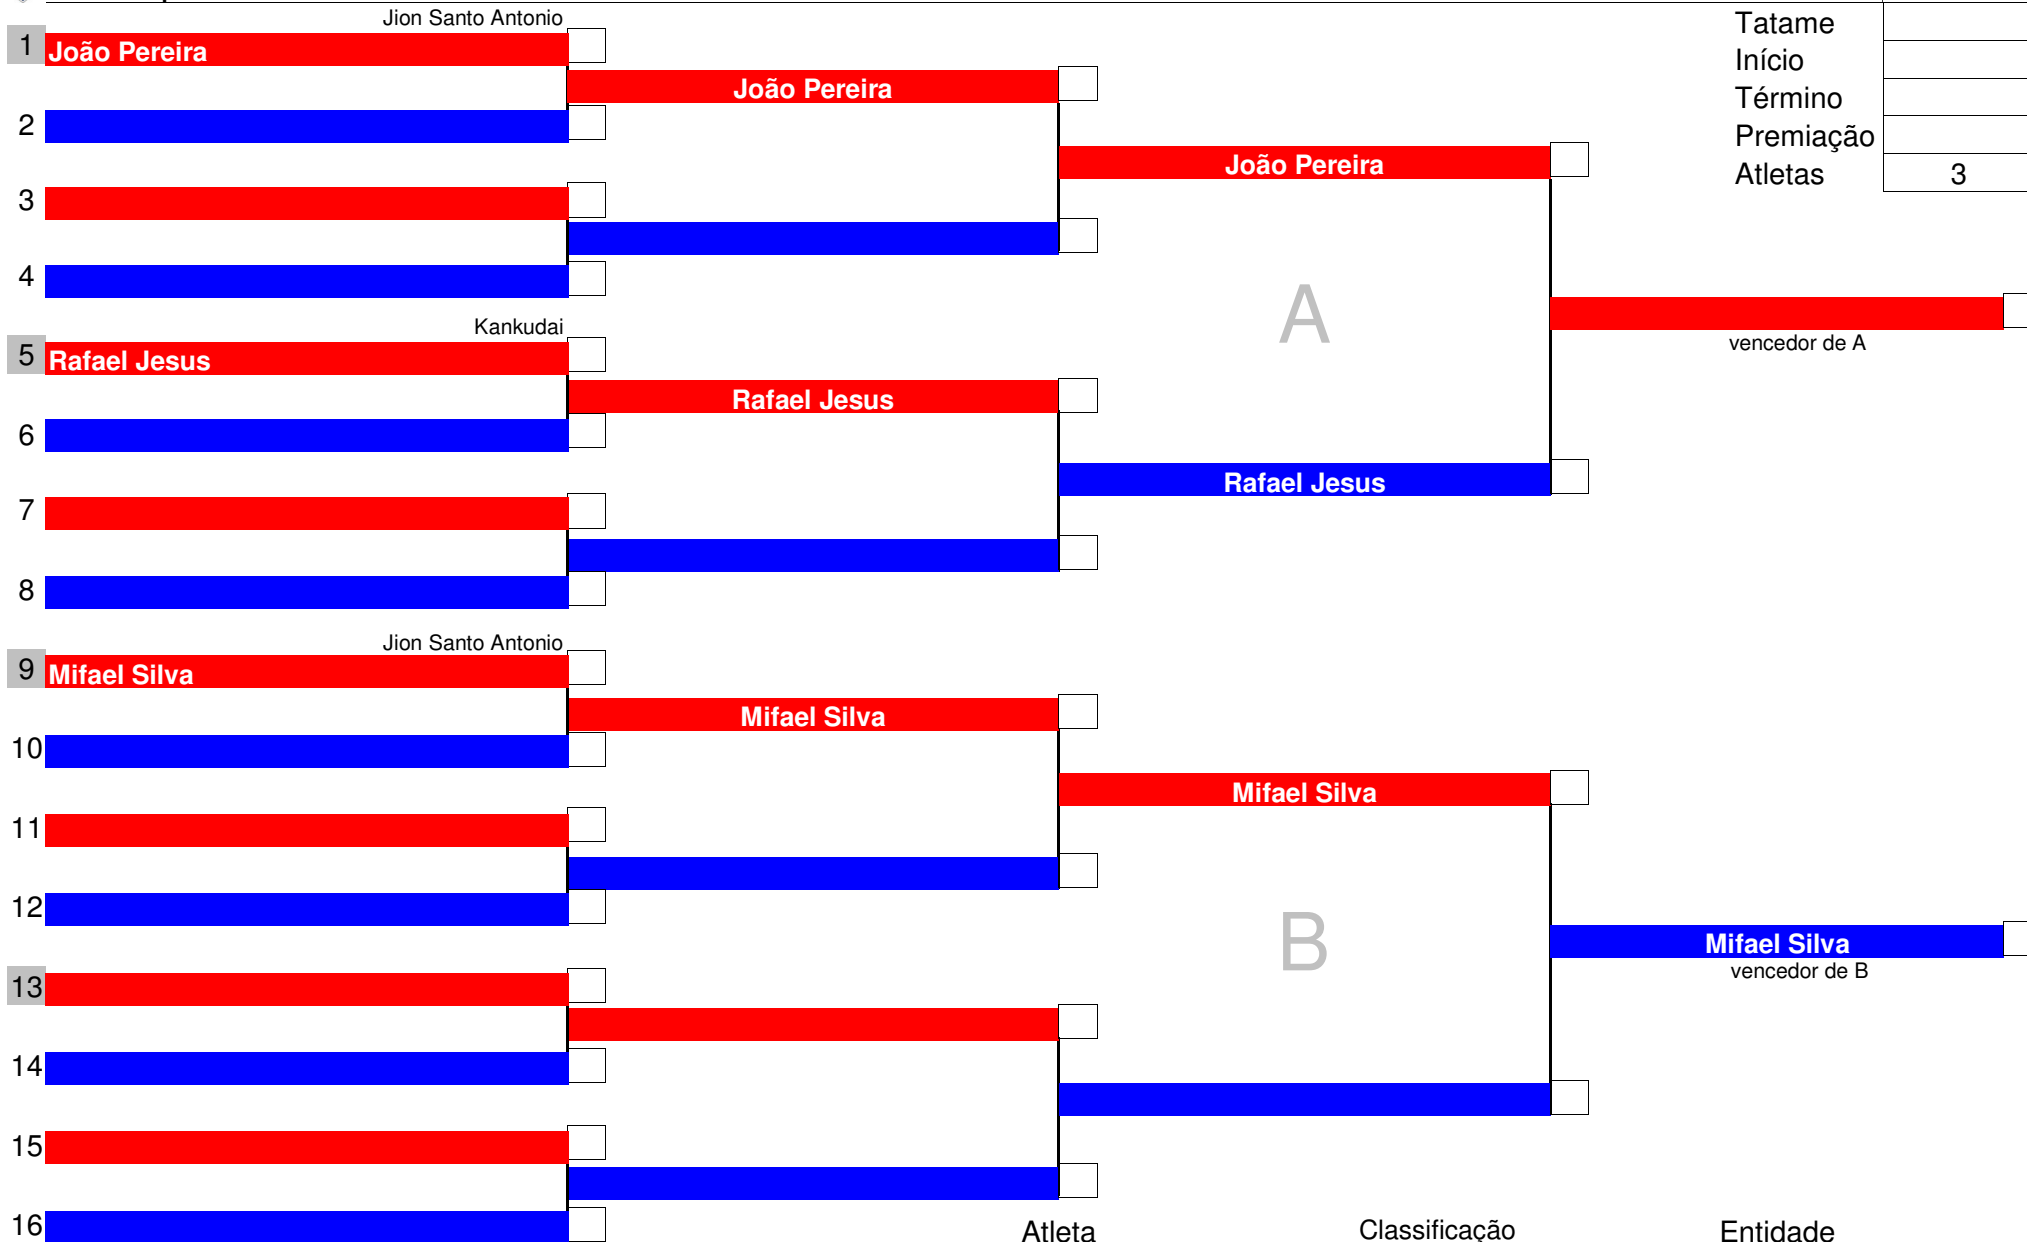 Jion Santo Antonio
1 João Pereira
João Pereira
2
João Pereira
3
4
Kankudai
5 Rafael Jesus
Rafael Jesus
6
Rafael Jesus
7
8
Jion Santo Antonio
9 Mifael Silva
Mifael Silva
10
Mifael Silva
11
12
13
14
15
16
A
B
vencedor de A
Mifael Silva
vencedor de B
Tatame
Início
Término
Premiação
Atletas 3
Atleta Classificação Entidade